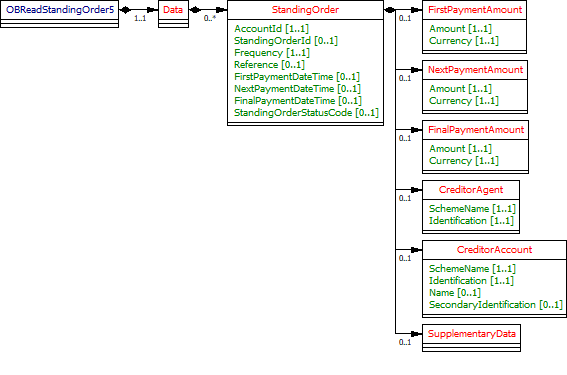 OBReadStandingOrder5
1..1
Data
0..*
StandingOrder
AccountId [1..1]
StandingOrderId [0..1]
Frequency [1..1]
Reference [0..1]
FirstPaymentDateTime [0..1]
NextPaymentDateTime [0..1]
FinalPaymentDateTime [0..1]
StandingOrderStatusCode [0..1]
0..1
FirstPaymentAmount
Amount [1..1]
Currency [1..1]
0..1
NextPaymentAmount
Amount [1..1]
Currency [1..1]
0..1
FinalPaymentAmount
Amount [1..1]
Currency [1..1]
0..1
CreditorAgent
SchemeName [1..1]
Identification [1..1]
0..1
CreditorAccount
SchemeName [1..1]
Identification [1..1]
Name [0..1]
SecondaryIdentification [0..1]
0..1
SupplementaryData